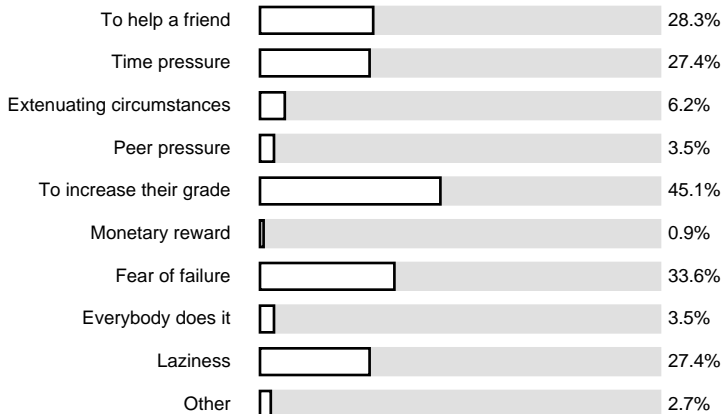 To help a friend 28.3%
Time pressure 27.4%
Extenuating circumstances 6.2%
Peer pressure 3.5%
To increase their grade 45.1%
Monetary reward 0.9%
Fear of failure 33.6%
Everybody does it 3.5%
Laziness 27.4%
Other 2.7%